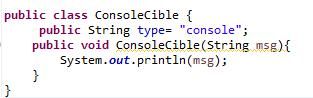 public class ConsoleCible {
public String type= "console";
public void ConsoleCible(String msg){
System.out.println(msg);
}
}